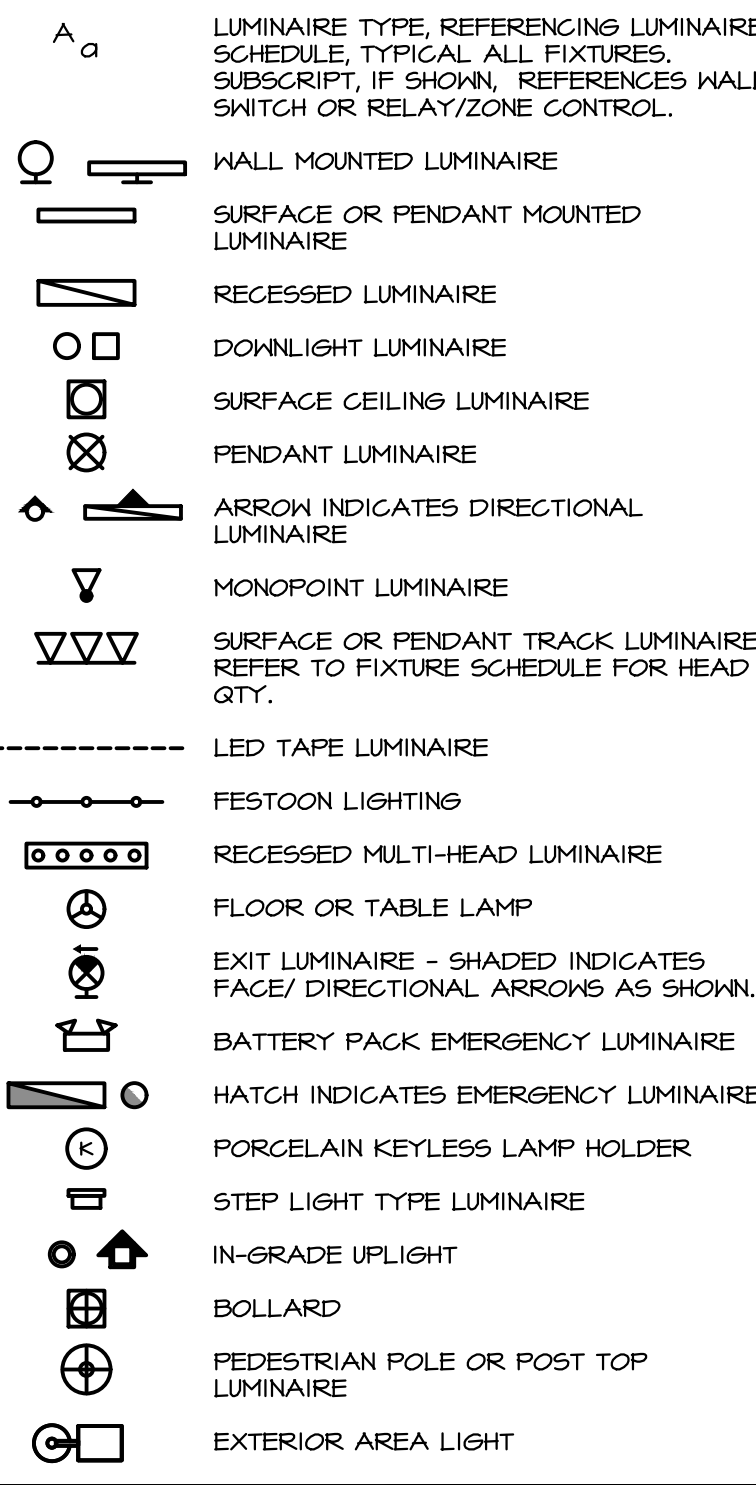 A a
LUMINAIRE TYPE, REFERENCING LUMINAIRE
SCHEDULE, TYPICAL ALL FIXTURES.
SUBSCRIPT, IF SHOWN, REFERENCES WALL
SWITCH OR RELAY/ZONE CONTROL.
WALL MOUNTED LUMINAIRE
SURFACE OR PENDANT MOUNTED
LUMINAIRE
RECESSED LUMINAIRE
DOWNLIGHT LUMINAIRE
SURFACE CEILING LUMINAIRE
PENDANT LUMINAIRE
ARROW INDICATES DIRECTIONAL
LUMINAIRE
MONOPOINT LUMINAIRE
SURFACE OR PENDANT TRACK LUMINAIRE
REFER TO FIXTURE SCHEDULE FOR HEAD
QTY.
LED TAPE LUMINAIRE
FESTOON LIGHTING
RECESSED MULTI-HEAD LUMINAIRE
FLOOR OR TABLE LAMP
EXIT LUMINAIRE - SHADED INDICATES
FACE/ DIRECTIONAL ARROWS AS SHOWN.
BATTERY PACK EMERGENCY LUMINAIRE
HATCH INDICATES EMERGENCY LUMINAIRE
K PORCELAIN KEYLESS LAMP HOLDER
STEP LIGHT TYPE LUMINAIRE
IN-GRADE UPLIGHT
BOLLARD
PEDESTRIAN POLE OR POST TOP
LUMINAIRE
EXTERIOR AREA LIGHT